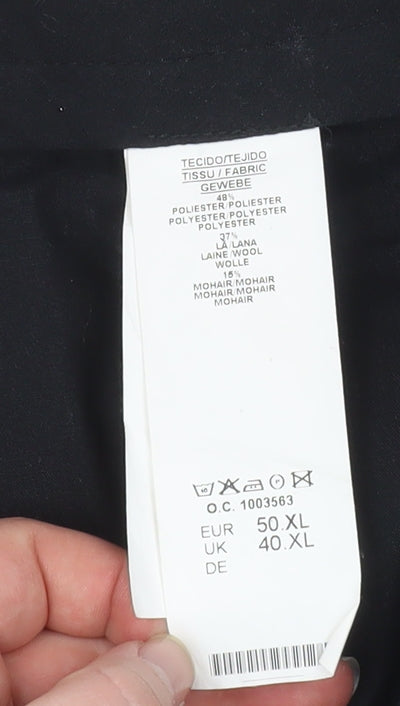 TECIDO/TEJIDO
TISSU / FABRIC
GEWEBE
48%
POLIESTER/POLIESTER
POLYESTER/POLYESTER
POLYESTER
37%
LA/LANA
LAINE/WOOL
WOLLE
15%
MOHAIR/MOHAIR
MOHAIR/MOHAIR
MOHAIR
O.C. 1003563
EUR 50.XL
UK 40.XL
DE